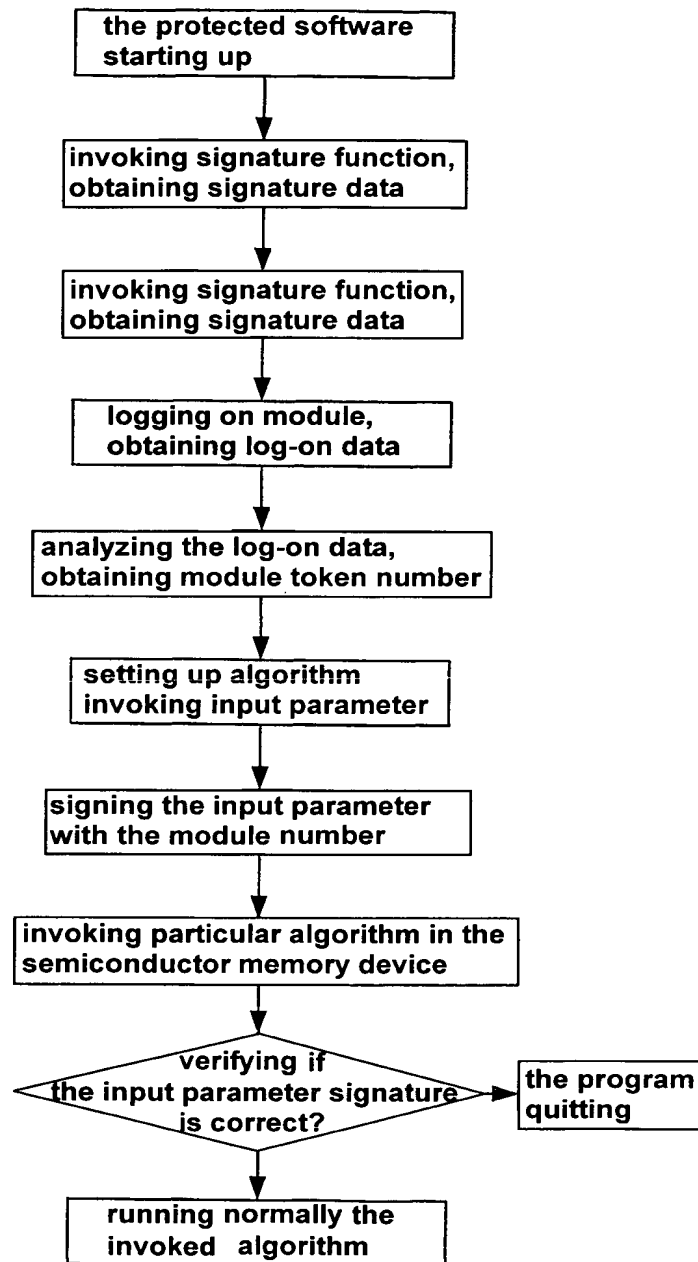 the protected software
starting up
invoking signature function,
obtaining signature data
invoking signature function,
obtaining signature data
logging on module,
obtaining log-on data
analyzing the log-on data,
obtaining module token number
setting up algorithm
invoking input parameter
signing the input parameter
with the module number
invoking particular algorithm in the
semiconductor memory device
verifying if
the input parameter signature
is correct?
the program
quitting
running normally the
invoked algorithm